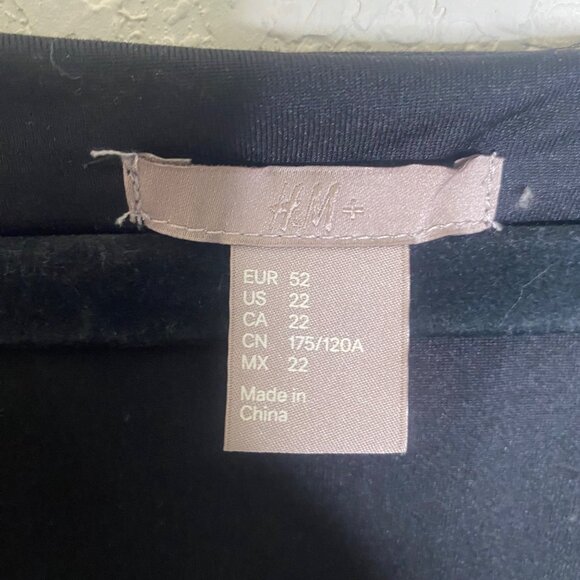 H&M+
EUR 52
US 22
CA 22
CN 175/120A
MX 22
Made in
China